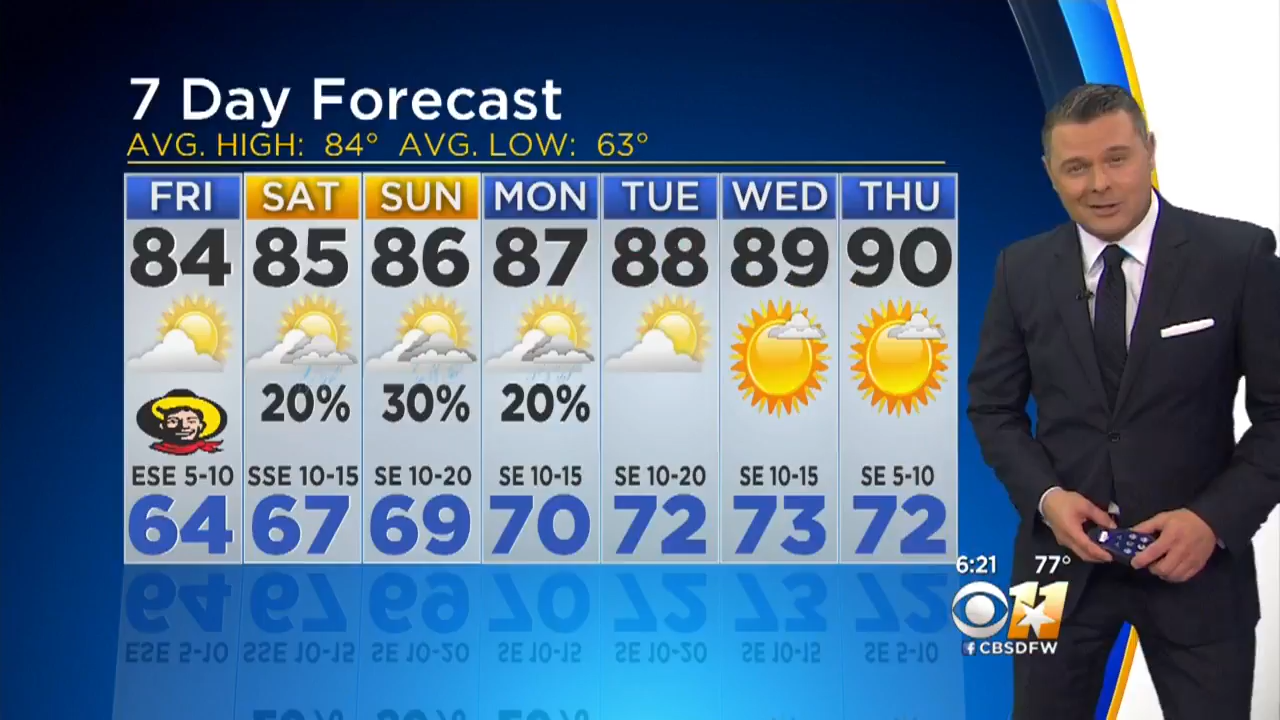 7 Day Forecast
AVG. HIGH: 84° AVG. LOW: 63°
FRI SAT SUN MON TUE WED THU
84 85 86 87 88 89 90
20% 30% 20%
ESE 5-10 SSE 10-15 SE 10-20 SE 10-15 SE 10-20 SE 10-15 SE 5-10
64 67 69 70 72 73 72
6:21 77°
11
f CBSDFW